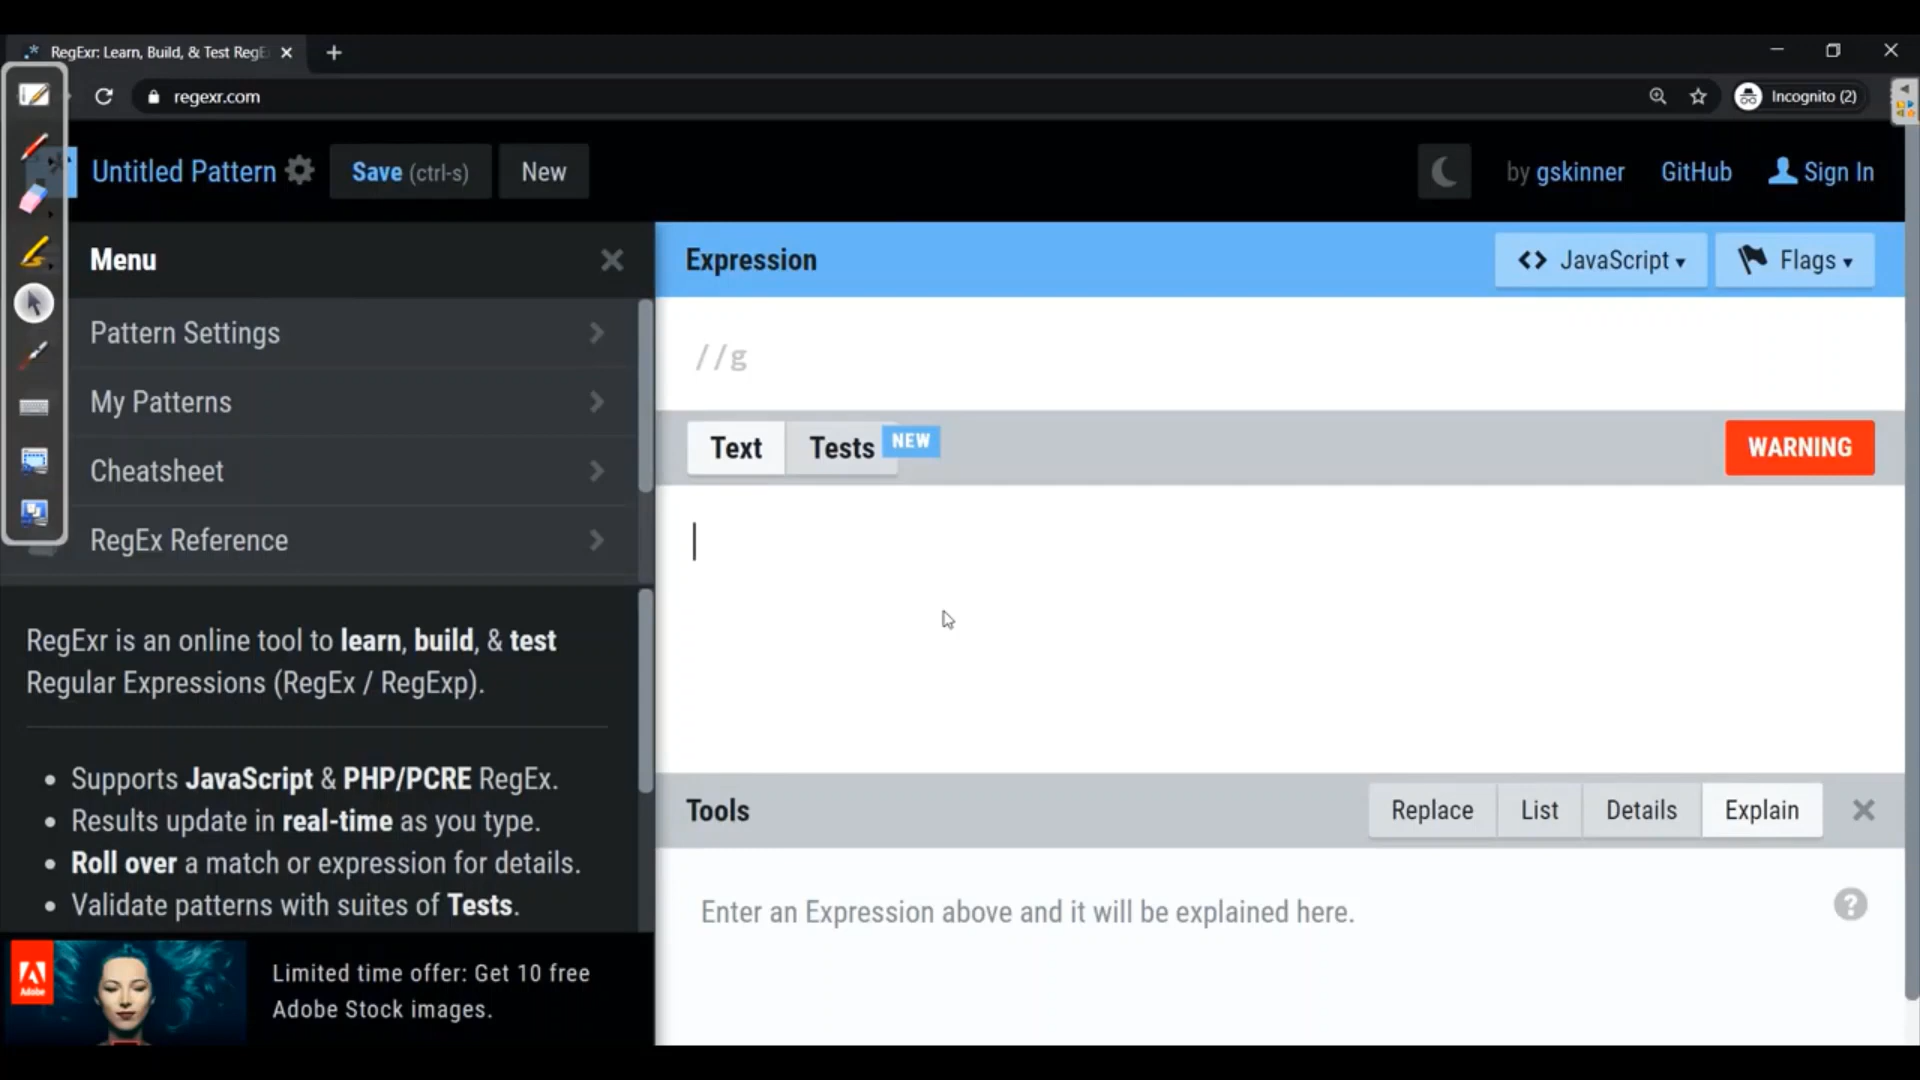 RegExr: Learn, Build, & Test RegE
regexr.com
Incognito (2)
Untitled Pattern
Save (ctrl-s)
New
by gskinner
GitHub
Sign In
Menu
Pattern Settings
My Patterns
Cheatsheet
RegEx Reference
RegExr is an online tool to learn, build, & test
Regular Expressions (RegEx / RegExp).
Supports JavaScript & PHP/PCRE RegEx.
Results update in real-time as you type.
Roll over a match or expression for details.
Validate patterns with suites of Tests.
Adobe
Limited time offer: Get 10 free
Adobe Stock images.
Expression
<> JavaScript
Flags
//g
Text
Tests
NEW
WARNING
Tools
Replace
List
Details
Explain
Enter an Expression above and it will be explained here.
?